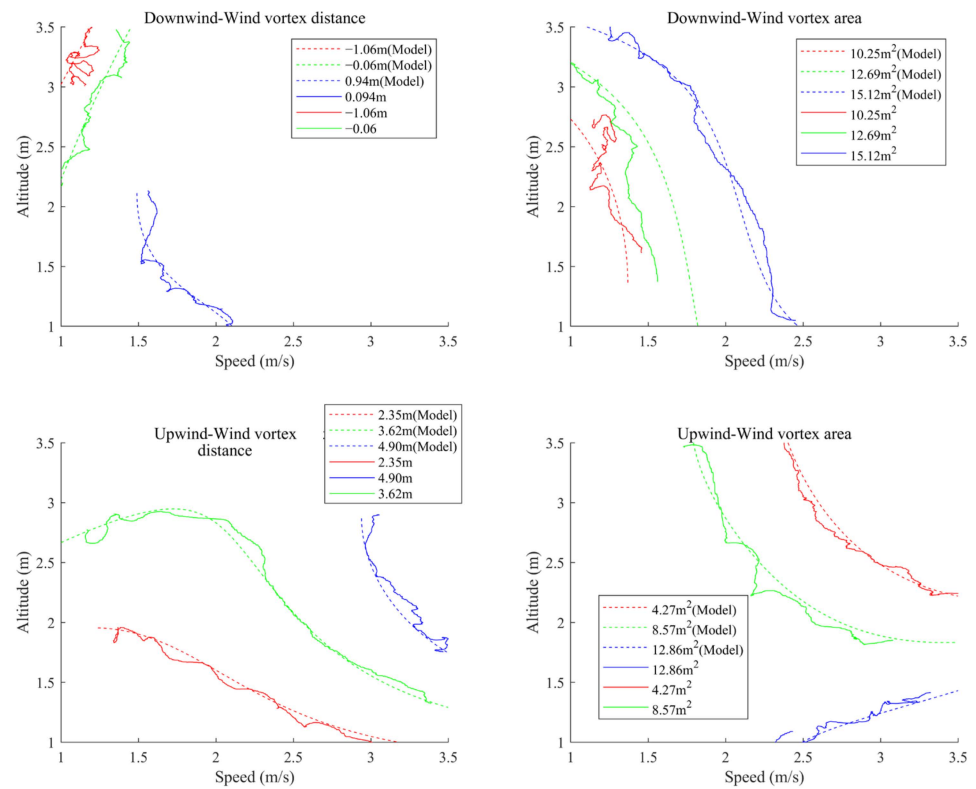 Downwind-Wind vortex distance
3.5
3
2.5
2
1.5
1
Altitude (m)
1
1.5
2
2.5
3
3.5
Speed (m/s)
−1.06m(Model)
−0.06m(Model)
0.94m(Model)
0.094m
−1.06m
−0.06
Downwind-Wind vortex area
3.5
3
2.5
2
1.5
1
Altitude (m)
1
1.5
2
2.5
3
3.5
Speed (m/s)
10.25m²(Model)
12.69m²(Model)
15.12m²(Model)
10.25m²
12.69m²
15.12m²
Upwind-Wind vortex
distance
3.5
3
2.5
2
1.5
1
Altitude (m)
1
1.5
2
2.5
3
3.5
Speed (m/s)
2.35m(Model)
3.62m(Model)
4.90m(Model)
2.35m
4.90m
3.62m
Upwind-Wind vortex area
3.5
3
2.5
2
1.5
1
Altitude (m)
1
1.5
2
2.5
3
3.5
Speed (m/s)
4.27m²(Model)
8.57m²(Model)
12.86m²(Model)
12.86m²
4.27m²
8.57m²